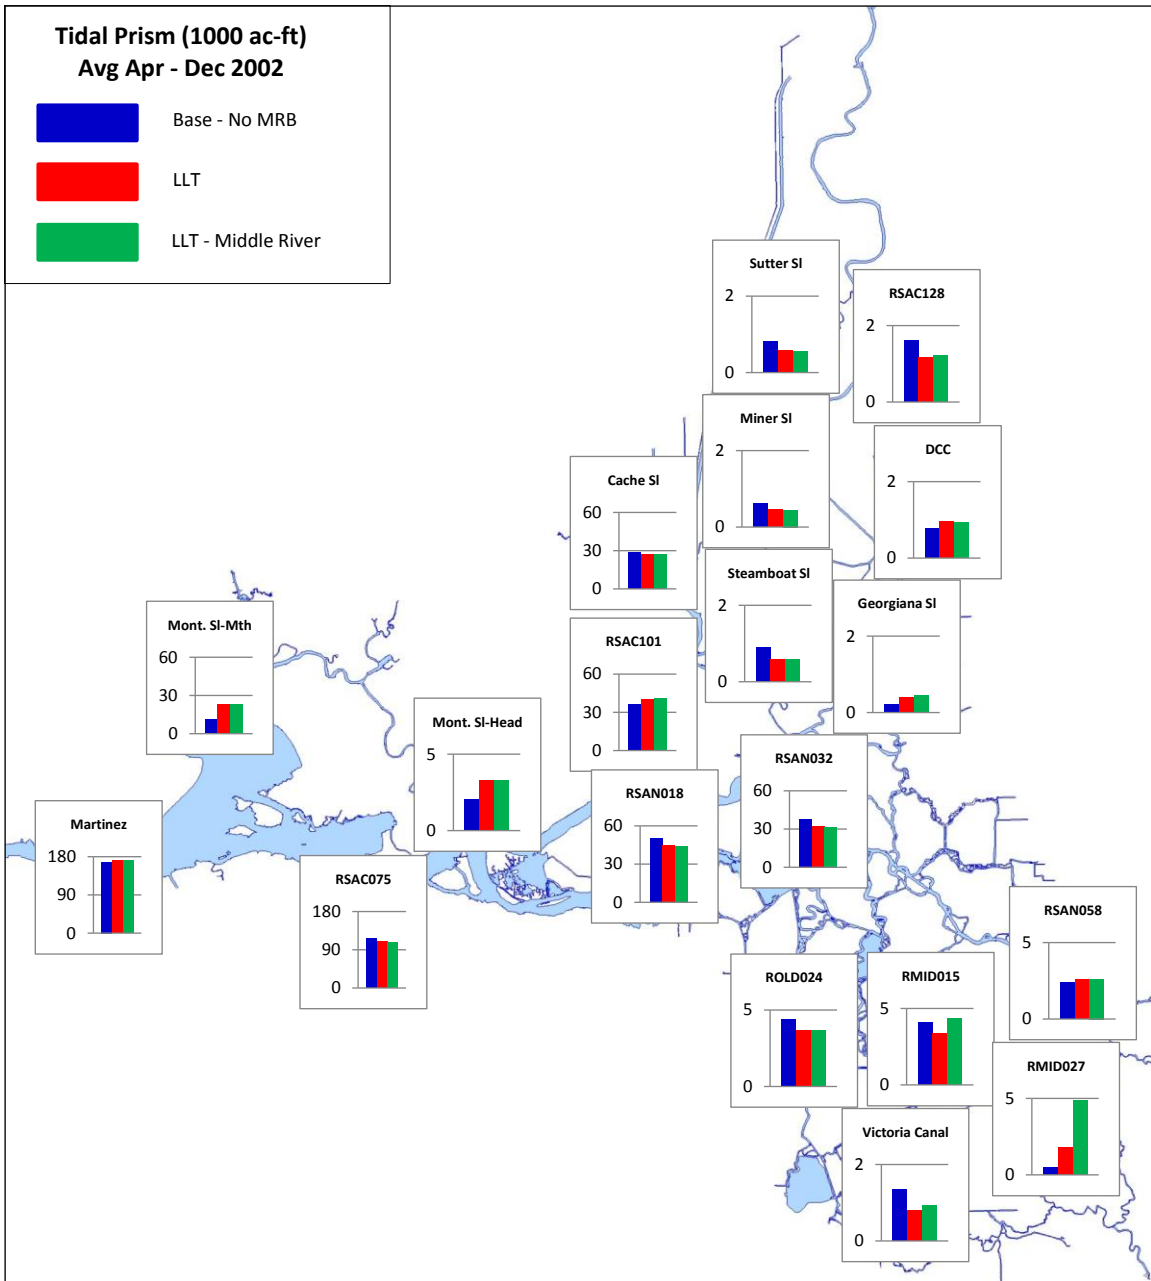 Tidal Prism (1000 ac-ft)
Avg Apr - Dec 2002
Base - No MRB
LLT
LLT - Middle River
Sutter Sl
2
0
RSAC128
2
0
Miner Sl
2
0
DCC
2
0
Cache Sl
60
30
0
Steamboat Sl
2
0
Georgiana Sl
2
0
Mont. Sl-Mth
60
30
0
RSAC101
60
30
0
Mont. Sl-Head
5
0
RSAN032
60
30
0
RSAN018
60
30
0
Martinez
180
90
0
RSAC075
180
90
0
RSAN058
5
0
ROLD024
5
0
RMID015
5
0
RMID027
5
0
Victoria Canal
2
0